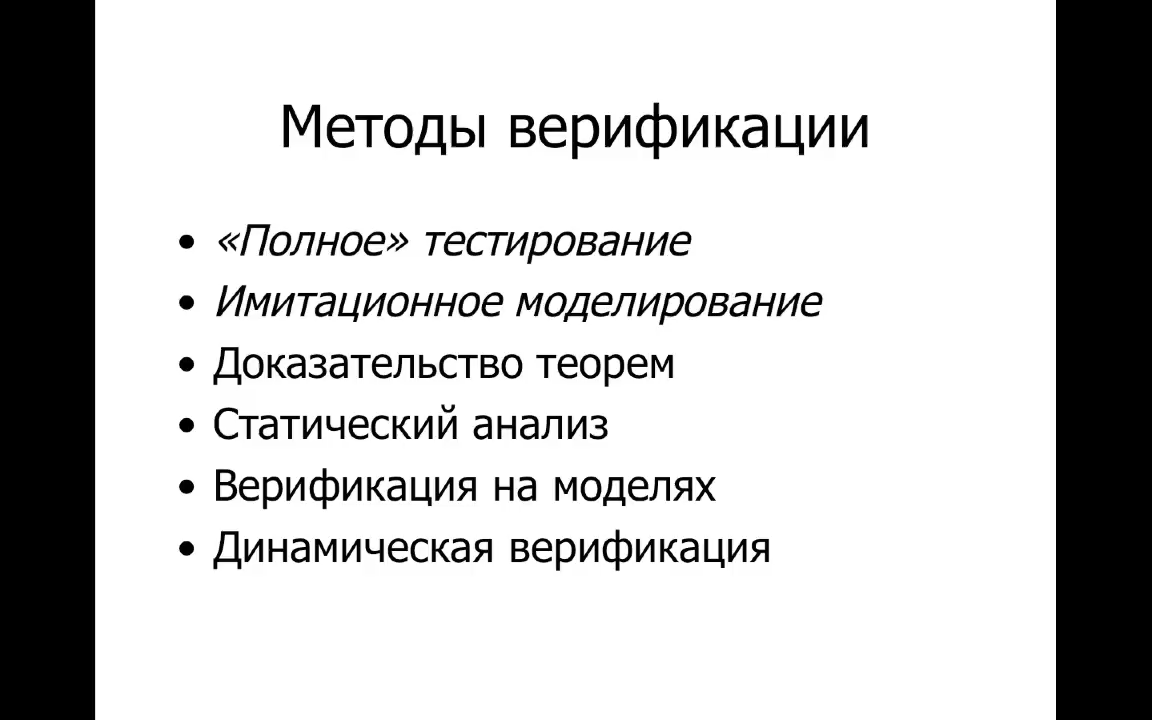 Методы верификации
• «Полное» тестирование
• Имитационное моделирование
• Доказательство теорем
• Статический анализ
• Верификация на моделях
• Динамическая верификация